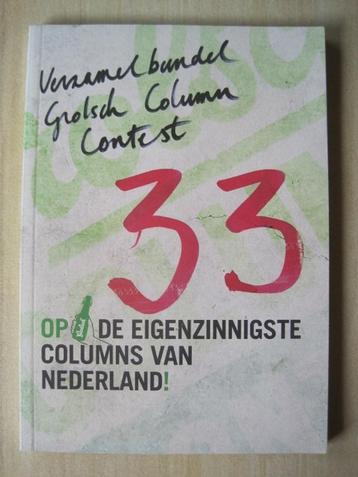 Verzamelbundel
Grolsch Column
Contest
33
OP DE EIGENZINNIGSTE
COLUMNS VAN
NEDERLAND!